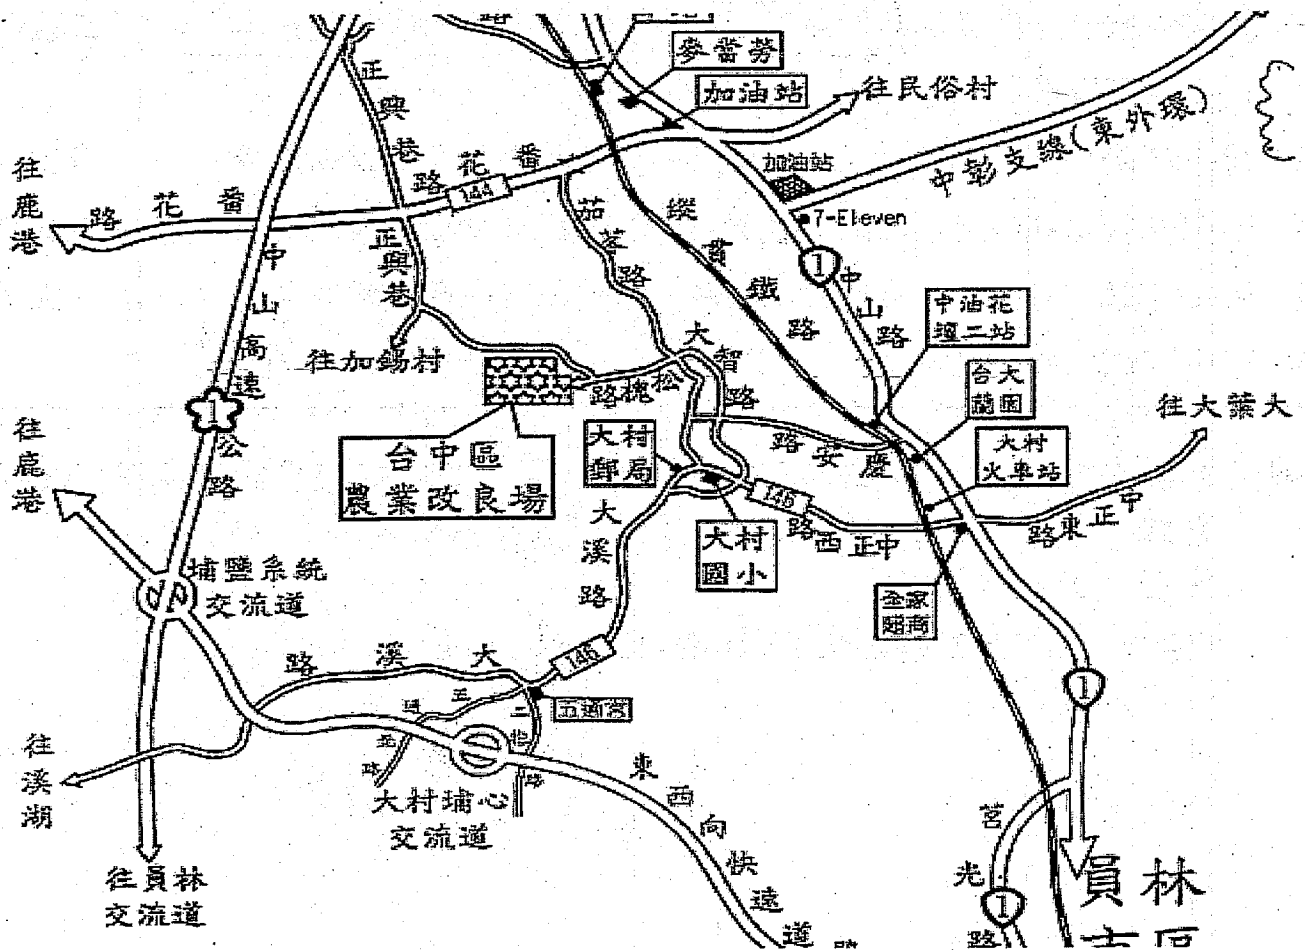 麥當勞
加油站
往民俗村
中彰支線(東外環)
加油站
7-Eleven
正興巷
番花路
144
番花路
往鹿港
正興巷
茄苳路
縱貫鐵路
中山路
1
中山高速公路
1
往加錫村
大智路
松槐路
中油花
壇二站
台大
蘭園
大村
火車站
往大葉大
往鹿港
台中區
農業改良場
大村
郵局
慶安路
146
中正西路
中正東路
大溪路
大村
國小
全家
超商
埔鹽系統
交流道
大溪路
146
五通宮
往溪湖
大村埔心
交流道
東西向快速道路
1
莒光路
1
往員林
交流道
員林
市區